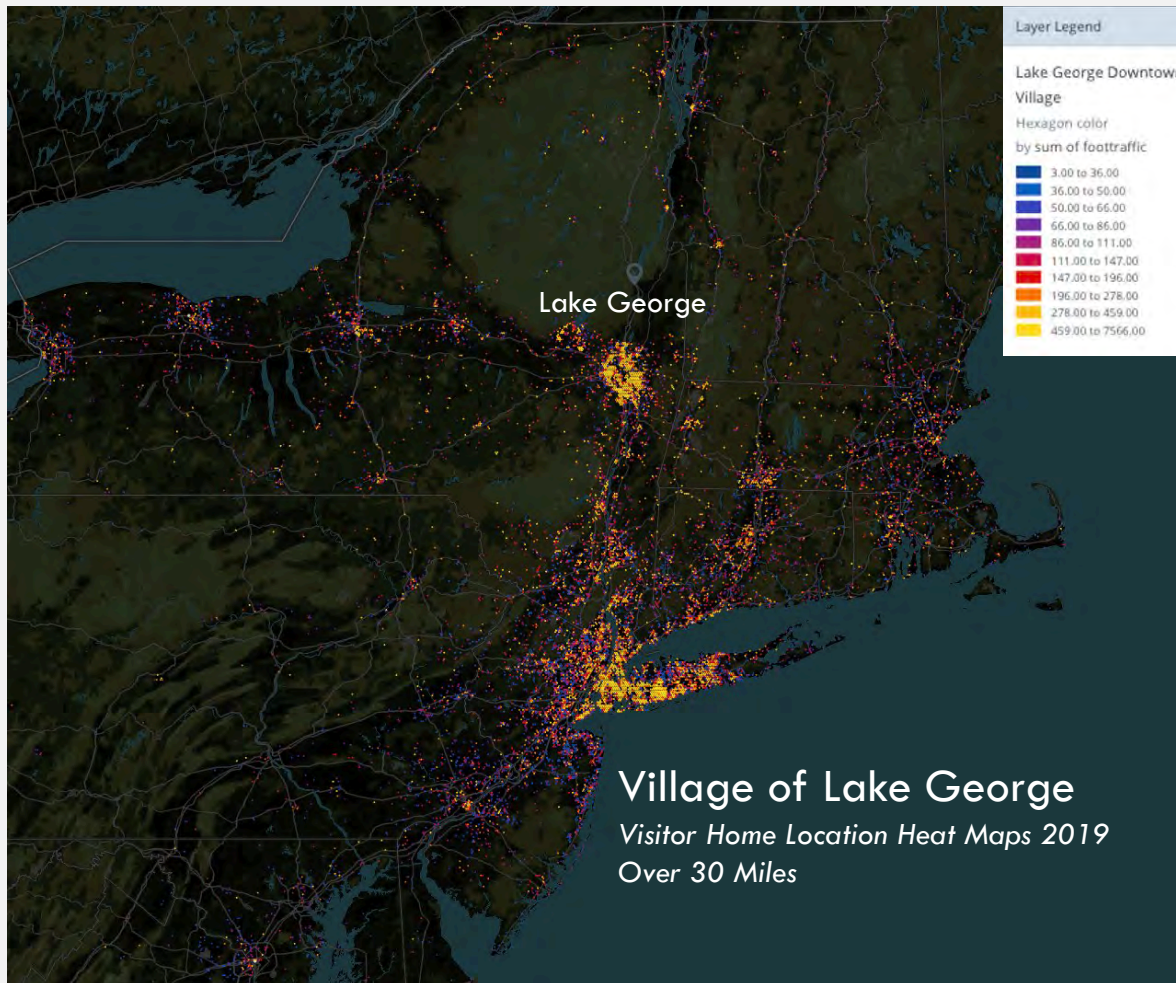 Layer Legend
Lake George Downtow
Village
Hexagon color
by sum of foottraffic
3.00 to 36.00
36.00 to 50.00
50.00 to 66.00
66.00 to 86.00
86.00 to 111.00
111.00 to 147.00
147.00 to 196.00
196.00 to 278.00
278.00 to 459.00
459.00 to 7566.00
Lake George
Village of Lake George
Visitor Home Location Heat Maps 2019
Over 30 Miles